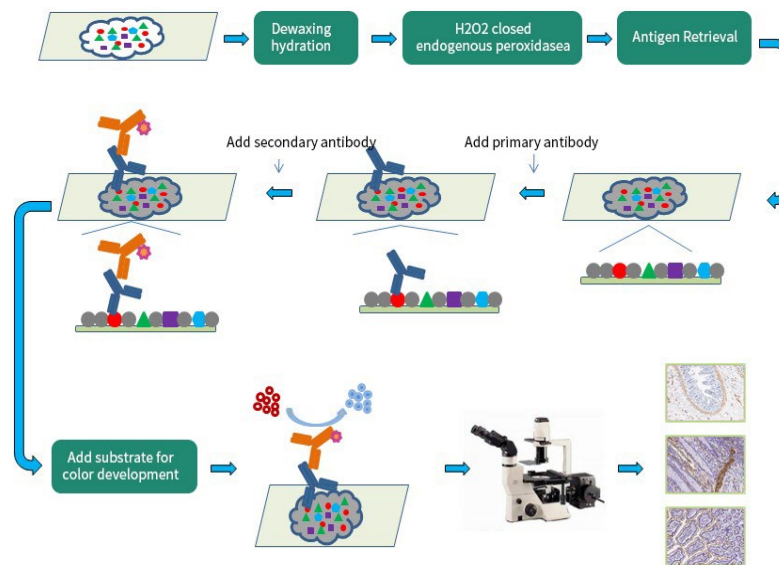 Dewaxing
hydration
H2O2 closed
endogenous peroxidasea
Antigen Retrieval
Add secondary antibody
Add primary antibody
Add substrate for
color development